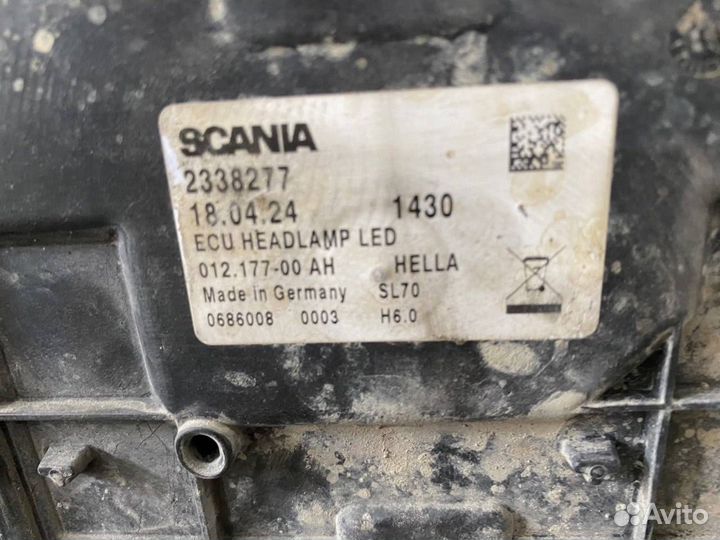 SCANIA
2338277
18.04.24 1430
ECU HEADLAMP LED
012.177-00 AH HELLA
Made in Germany SL70
0686008 0003 H6.0
Avito